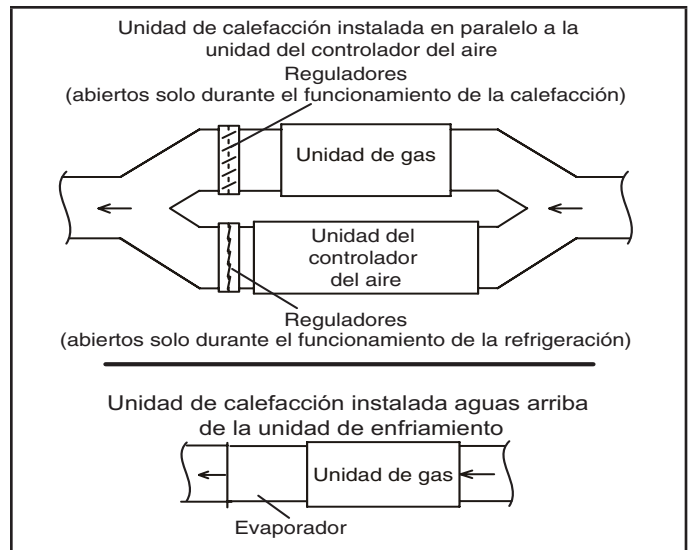 Unidad de calefacción instalada en paralelo a la
unidad del controlador del aire
Reguladores
(abiertos solo durante el funcionamiento de la calefacción)
Unidad de gas
Unidad del
controlador
del aire
Reguladores
(abiertos solo durante el funcionamiento de la refrigeración)
Unidad de calefacción instalada aguas arriba
de la unidad de enfriamiento
Unidad de gas
Evaporador